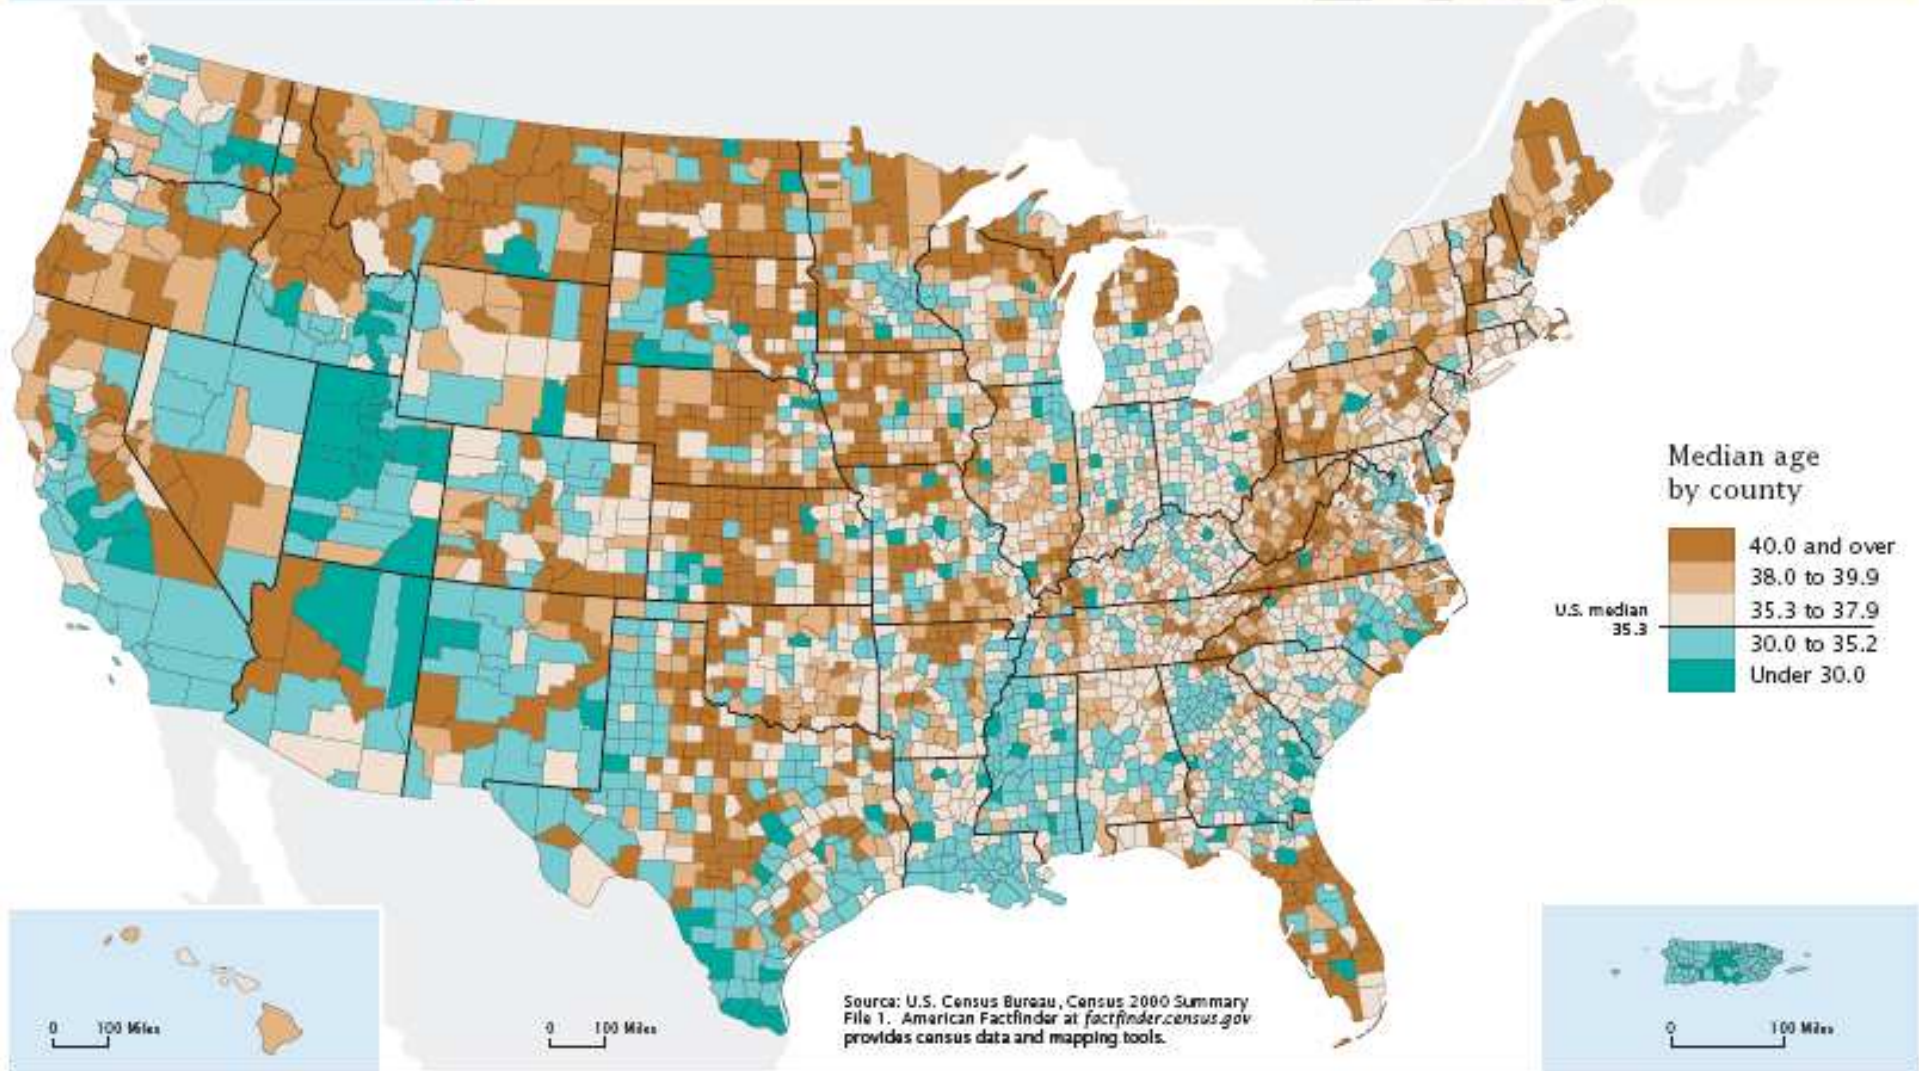 Median age
by county
40.0 and over
38.0 to 39.9
35.3 to 37.9
30.0 to 35.2
Under 30.0
U.S. median
35.3
0 100 Miles
0 100 Miles
Source: U.S. Census Bureau, Census 2000 Summary
File 1. American Factfinder at factfinder.census.gov
provides census data and mapping tools.
0 100 Miles